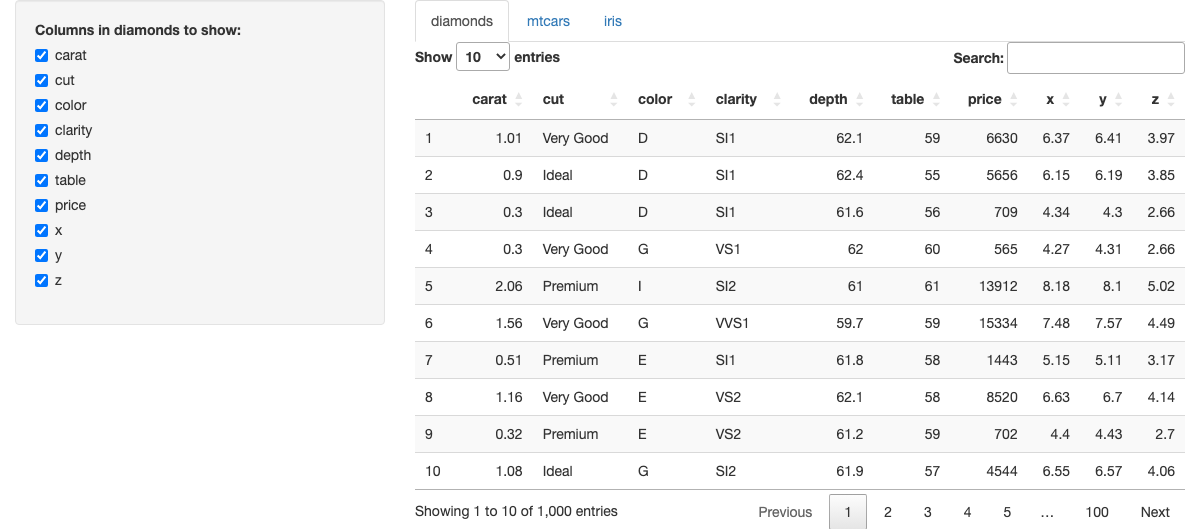 Columns in diamonds to show:
carat
cut
color
clarity
depth
table
price
x
y
z
diamonds mtcars iris
Show 10 entries Search:
carat cut color clarity depth table price x y z
1 1.01 Very Good D SI1 62.1 59 6630 6.37 6.41 3.97
2 0.9 Ideal D SI1 62.4 55 5656 6.15 6.19 3.85
3 0.3 Ideal D SI1 61.6 56 709 4.34 4.3 2.66
4 0.3 Very Good G VS1 62 60 565 4.27 4.31 2.66
5 2.06 Premium I SI2 61 61 13912 8.18 8.1 5.02
6 1.56 Very Good G VVS1 59.7 59 15334 7.48 7.57 4.49
7 0.51 Premium E SI1 61.8 58 1443 5.15 5.11 3.17
8 1.16 Very Good E VS2 62.1 58 8520 6.63 6.7 4.14
9 0.32 Premium E VS2 61.2 59 702 4.4 4.43 2.7
10 1.08 Ideal G SI2 61.9 57 4544 6.55 6.57 4.06
Showing 1 to 10 of 1,000 entries Previous 1 2 3 4 5 … 100 Next